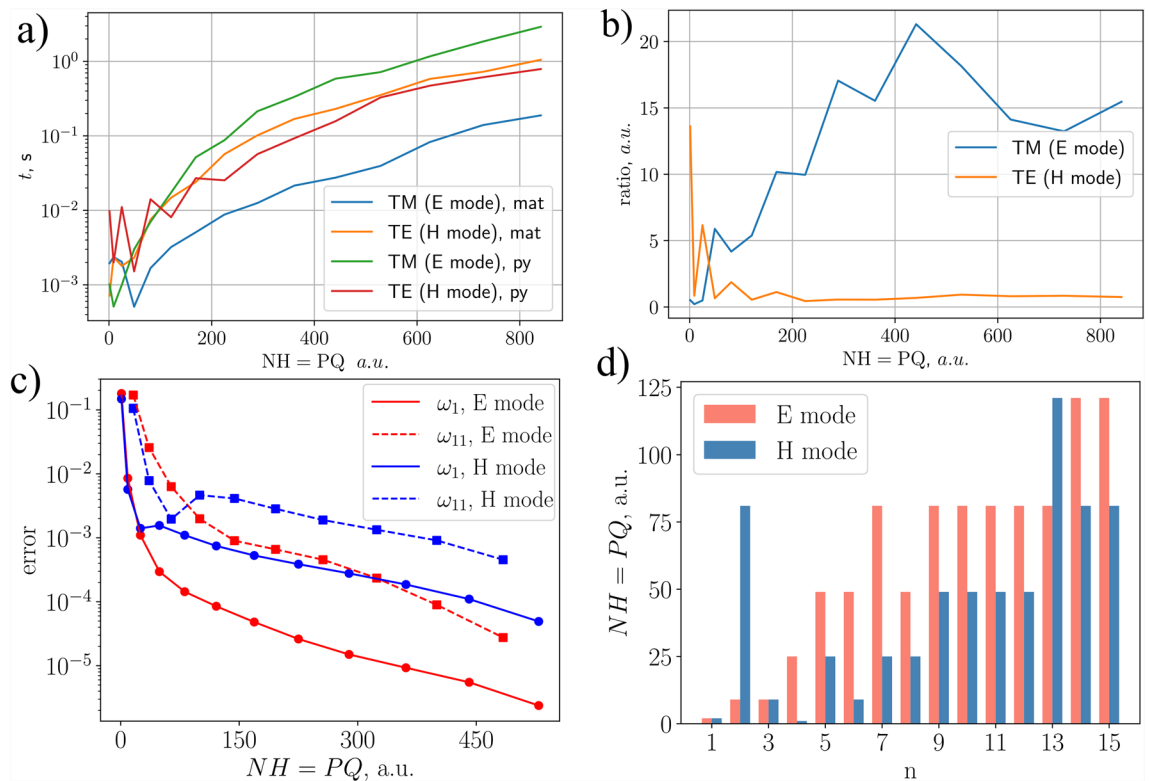 a)
t, s
10⁰
10⁻¹
10⁻²
10⁻³
TM (E mode), mat
TE (H mode), mat
TM (E mode), py
TE (H mode), py
0 200 400 600 800
NH = PQ a.u.
b)
ratio, a.u.
20
15
10
5
0
TM (E mode)
TE (H mode)
0 200 400 600 800
NH = PQ, a.u.
c)
error
10⁻¹
10⁻²
10⁻³
10⁻⁴
10⁻⁵
ω₁, E mode
ω₁₁, E mode
ω₁, H mode
ω₁₁, H mode
0 150 300 450
NH = PQ, a.u.
d)
NH = PQ, a.u.
125
100
75
50
25
0
E mode
H mode
1 3 5 7 9 11 13 15
n